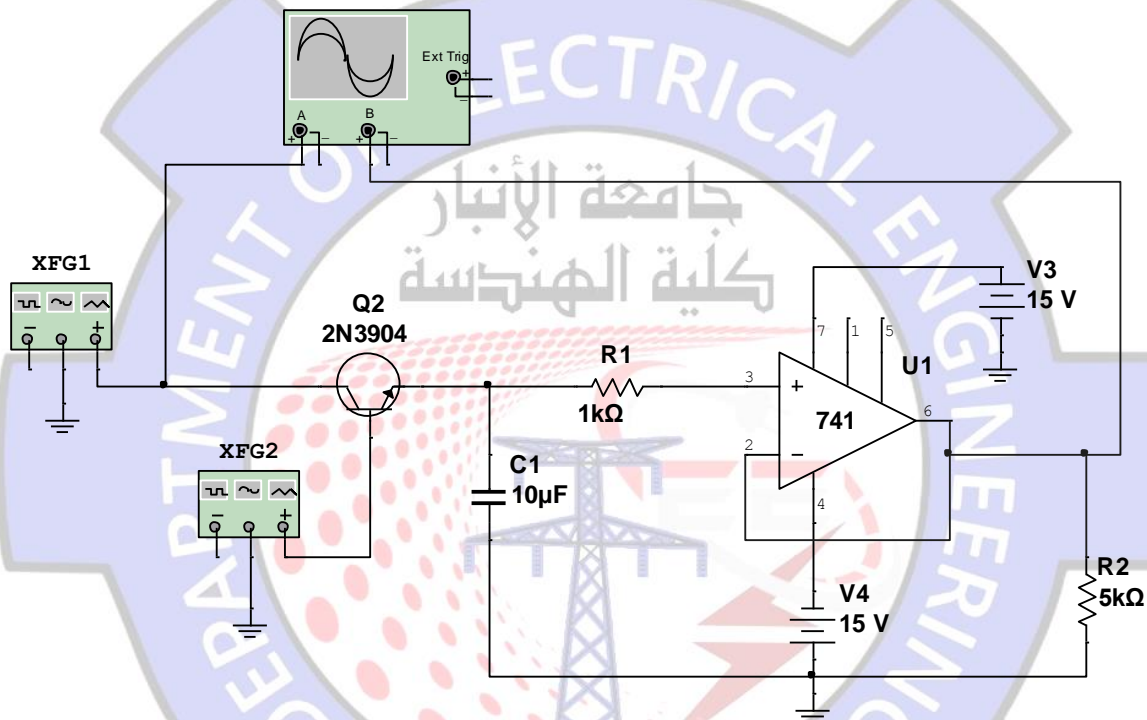 DEPARTMENT OF ELECTRICAL ENGINEERING
جامعة الأنبار
كلية الهندسة
Ext Trig
+
–
A
B
+
–
+
–
XFG1
–
+
XFG2
–
+
Q2
2N3904
C1
10µF
R1
1kΩ
3
2
7
1
5
+
–
741
4
6
U1
V3
15 V
V4
15 V
R2
5kΩ